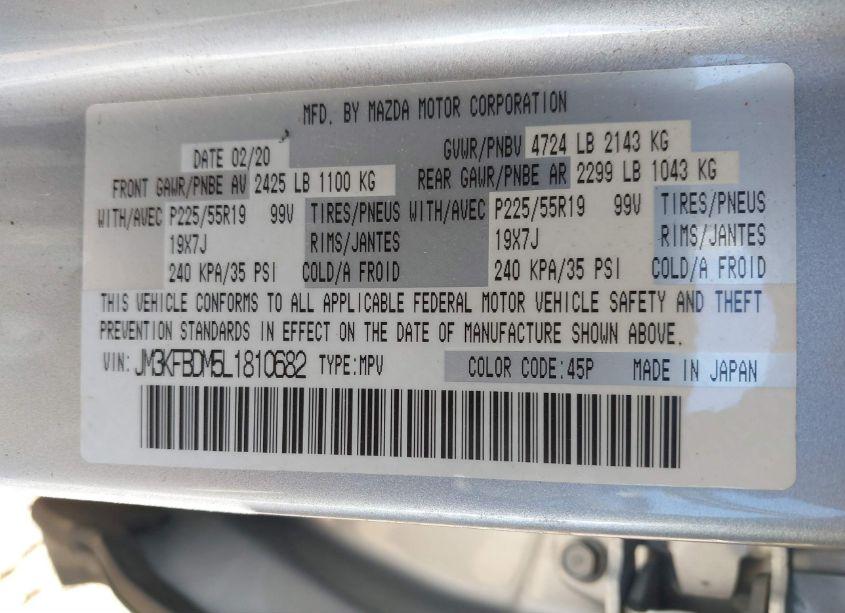 MFD. BY MAZDA MOTOR CORPORATION
DATE 02/20 GVWR/PNBV 4724 LB 2143 KG
FRONT GAWR/PNBE AV 2425 LB 1100 KG REAR GAWR/PNBE AR 2299 LB 1043 KG
WITH/AVEC P225/55R19 99V TIRES/PNEUS WITH/AVEC P225/55R19 99V TIRES/PNEUS
19X7J RIMS/JANTES 19X7J RIMS/JANTES
240 KPA/35 PSI COLD/A FROID 240 KPA/35 PSI COLD/A FROID
THIS VEHICLE CONFORMS TO ALL APPLICABLE FEDERAL MOTOR VEHICLE SAFETY AND THEFT
PREVENTION STANDARDS IN EFFECT ON THE DATE OF MANUFACTURE SHOWN ABOVE.
VIN: JM3KFBDM5L1810682 TYPE:MPV COLOR CODE:45P MADE IN JAPAN